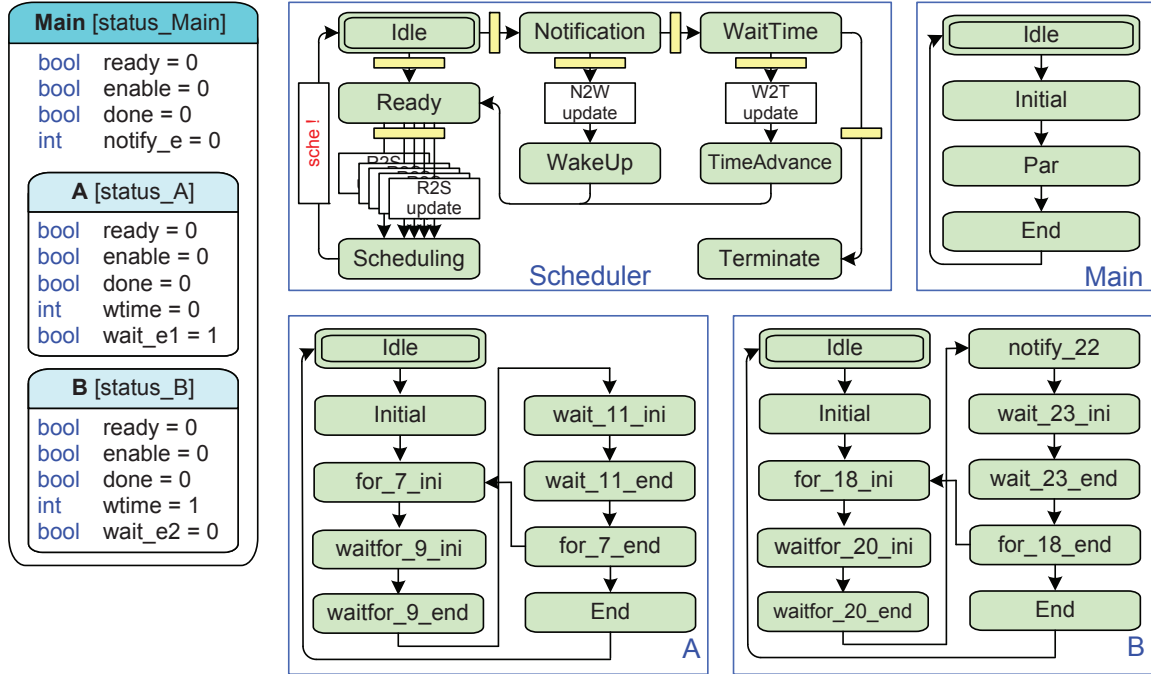 Main [status_Main]
bool ready = 0
bool enable = 0
bool done = 0
int notify_e = 0
A [status_A]
bool ready = 0
bool enable = 0
bool done = 0
int wtime = 0
bool wait_e1 = 1
B [status_B]
bool ready = 0
bool enable = 0
bool done = 0
int wtime = 1
bool wait_e2 = 0
Idle
Notification
WaitTime
Ready
N2W
update
W2T
update
sche !
WakeUp
TimeAdvance
R2S
R2S
update
Scheduling
Terminate
Scheduler
Idle
Initial
Par
End
Main
Idle
Initial
for_7_ini
waitfor_9_ini
waitfor_9_end
wait_11_ini
wait_11_end
for_7_end
End
A
Idle
Initial
for_18_ini
waitfor_20_ini
waitfor_20_end
notify_22
wait_23_ini
wait_23_end
for_18_end
End
B